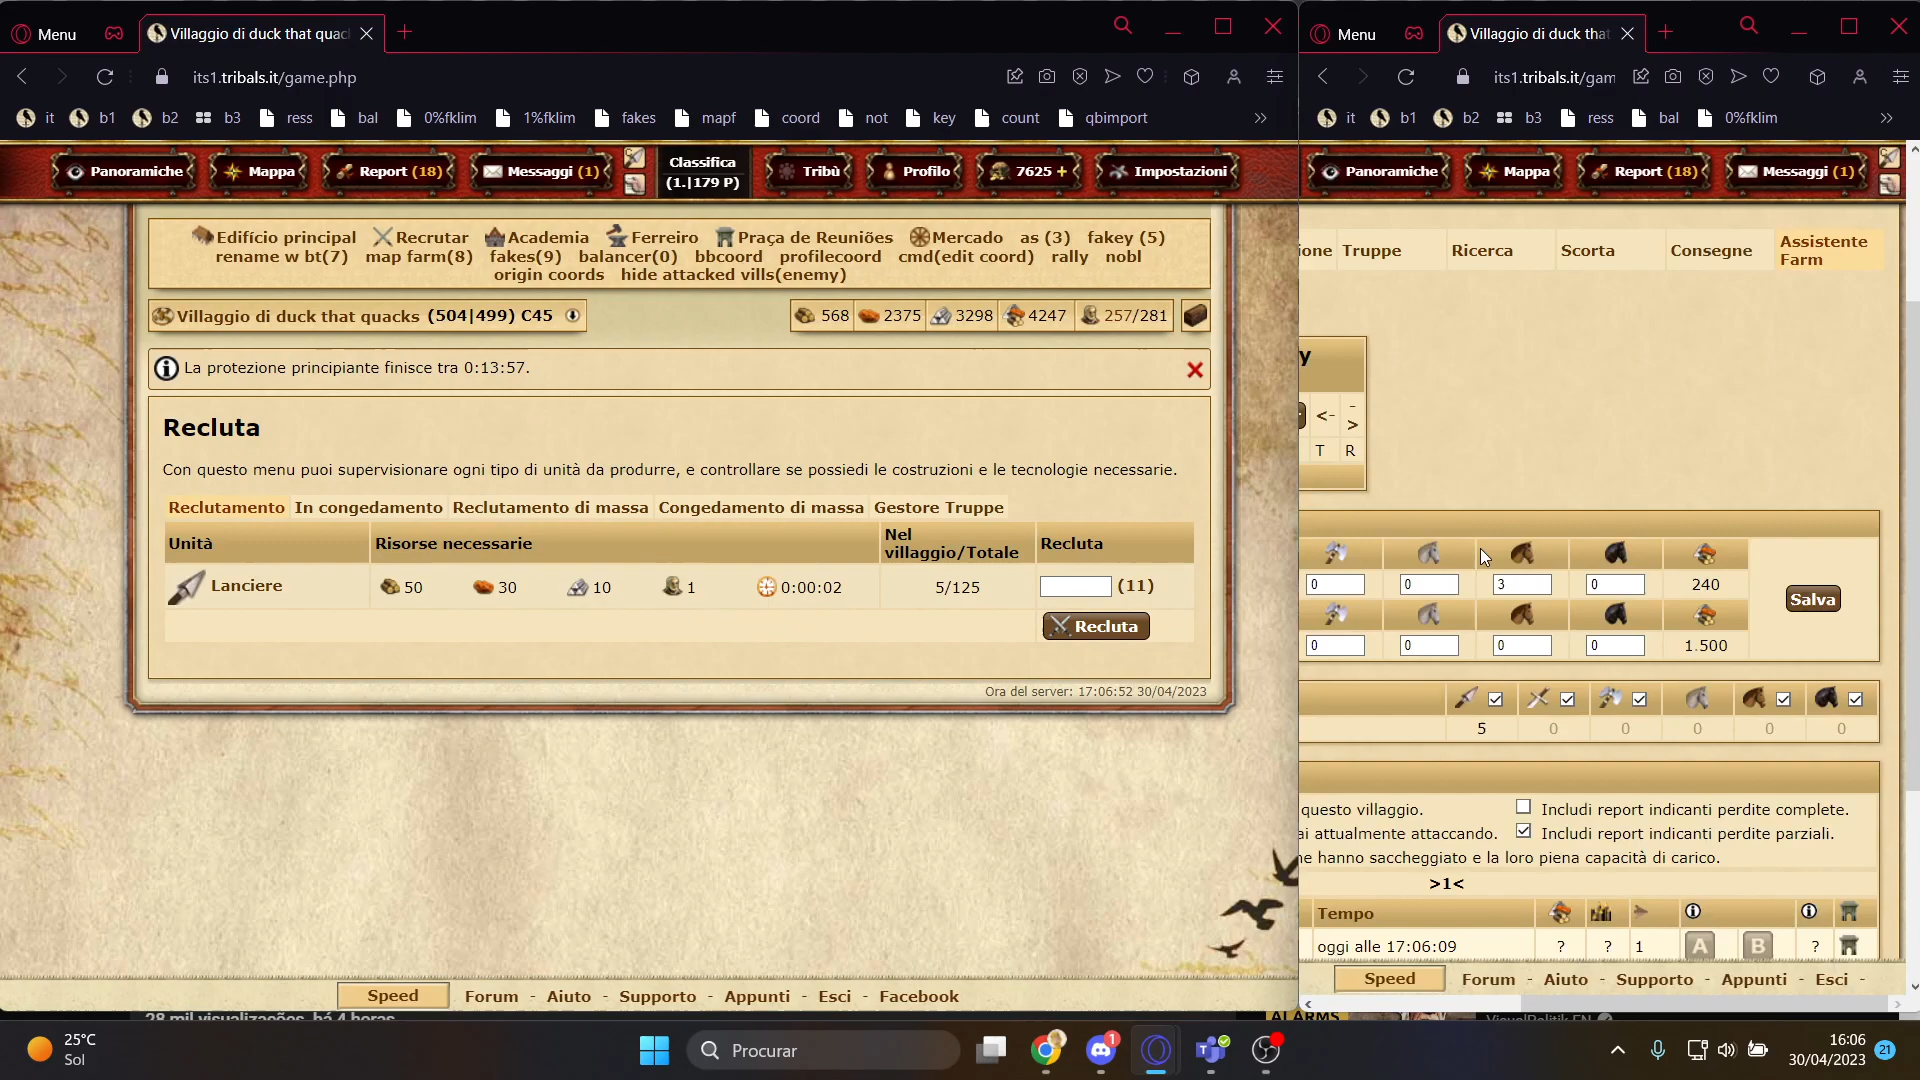 Menu
Villaggio di duck that quac
its1.tribals.it/game.php
it b1 b2 b3 ress bal 0%fklim 1%fklim fakes mapf coord not key count qbimport »
Panoramiche Mappa Report (18) Messaggi (1) Classifica (1.|179 P) Tribù Profilo 7625 + Impostazioni
Edifício principal Recrutar Academia Ferreiro Praça de Reuniões Mercado as (3) fakey (5)
rename w bt(7) map farm(8) fakes(9) balancer(0) bbcoord profilecoord cmd(edit coord) rally nobl
origin coords hide attacked vills(enemy)
Villaggio di duck that quacks (504|499) C45 568 2375 3298 4247 257/281
La protezione principiante finisce tra 0:13:57.
Recluta
Con questo menu puoi supervisionare ogni tipo di unità da produrre, e controllare se possiedi le costruzioni e le tecnologie necessarie.
Reclutamento In congedamento Reclutamento di massa Congedamento di massa Gestore Truppe
Unità Risorse necessarie Nel villaggio/Totale Recluta
Lanciere 50 30 10 1 0:00:02 5/125 (11)
Recluta
Ora del server: 17:06:52 30/04/2023
Speed Forum - Aiuto - Supporto - Appunti - Esci - Facebook
Menu
Villaggio di duck that
its1.tribals.it/gam
it b1 b2 b3 ress bal 0%fklim »
Panoramiche Mappa Report (18) Messaggi (1)
ione Truppe Ricerca Scorta Consegne Assistente Farm
y
<- ->
T R
0 0 3 0 240
Salva
0 0 0 0 1.500
5 0 0 0 0 0
questo villaggio. Includi report indicanti perdite complete.
ai attualmente attaccando. Includi report indicanti perdite parziali.
ne hanno saccheggiato e la loro piena capacità di carico.
>1<
Tempo
oggi alle 17:06:09 ? ? 1 A B ?
Speed Forum - Aiuto - Supporto - Appunti - Esci -
28 mil visualizações há 4 horas
ALARMS
VisualPolitik EN
25°C
Sol
Procurar
1
16:06
30/04/2023
21